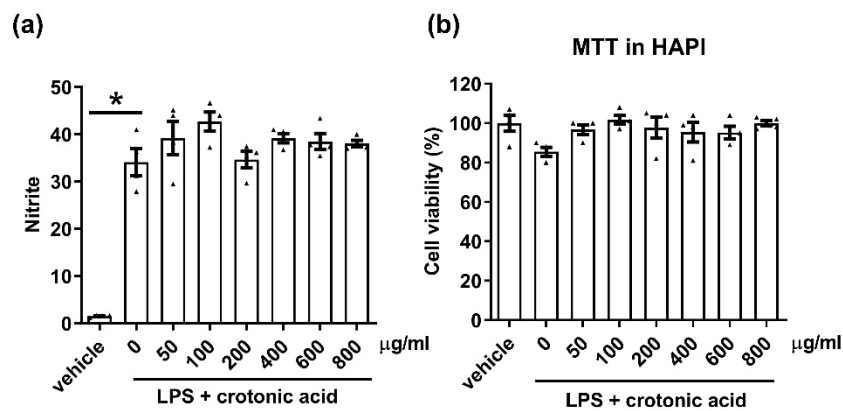 (a)
Nitrite
50
40
30
20
10
0
*
vehicle
0
50
100
200
400
600
800
μg/ml
LPS + crotonic acid
(b)
MTT in HAPI
Cell viability (%)
120
100
80
60
40
20
0
vehicle
0
50
100
200
400
600
800
μg/ml
LPS + crotonic acid